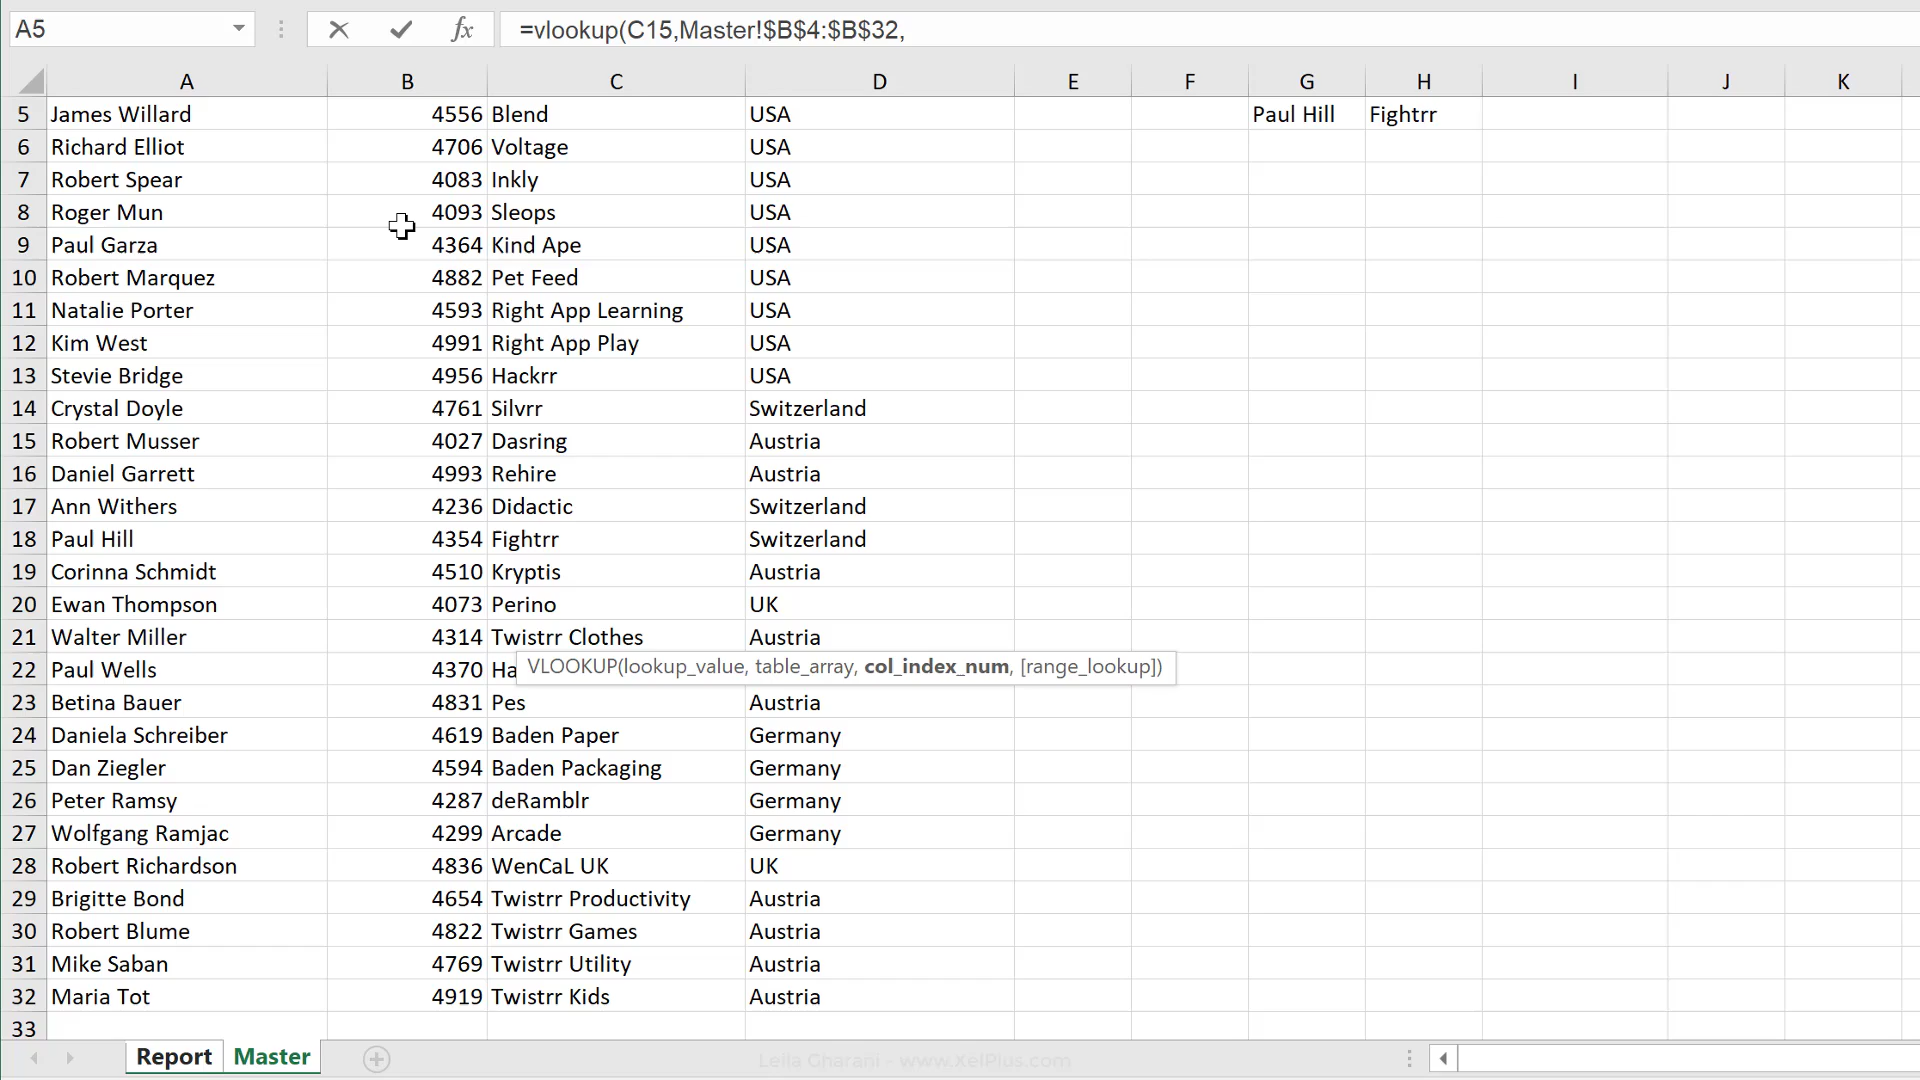 A5 fx =vlookup(C15,Master!$B$4:$B$32,
A B C D E F G H I J K
5 James Willard 4556 Blend USA Paul Hill Fightrr
6 Richard Elliot 4706 Voltage USA
7 Robert Spear 4083 Inkly USA
8 Roger Mun 4093 Sleops USA
9 Paul Garza 4364 Kind Ape USA
10 Robert Marquez 4882 Pet Feed USA
11 Natalie Porter 4593 Right App Learning USA
12 Kim West 4991 Right App Play USA
13 Stevie Bridge 4956 Hackrr USA
14 Crystal Doyle 4761 Silvrr Switzerland
15 Robert Musser 4027 Dasring Austria
16 Daniel Garrett 4993 Rehire Austria
17 Ann Withers 4236 Didactic Switzerland
18 Paul Hill 4354 Fightrr Switzerland
19 Corinna Schmidt 4510 Kryptis Austria
20 Ewan Thompson 4073 Perino UK
21 Walter Miller 4314 Twistrr Clothes Austria
22 Paul Wells 4370 Ha VLOOKUP(lookup_value, table_array, col_index_num, [range_lookup])
23 Betina Bauer 4831 Pes Austria
24 Daniela Schreiber 4619 Baden Paper Germany
25 Dan Ziegler 4594 Baden Packaging Germany
26 Peter Ramsy 4287 deRamblr Germany
27 Wolfgang Ramjac 4299 Arcade Germany
28 Robert Richardson 4836 WenCaL UK UK
29 Brigitte Bond 4654 Twistrr Productivity Austria
30 Robert Blume 4822 Twistrr Games Austria
31 Mike Saban 4769 Twistrr Utility Austria
32 Maria Tot 4919 Twistrr Kids Austria
33
Report Master Leila Gharani - www.XelPlus.com